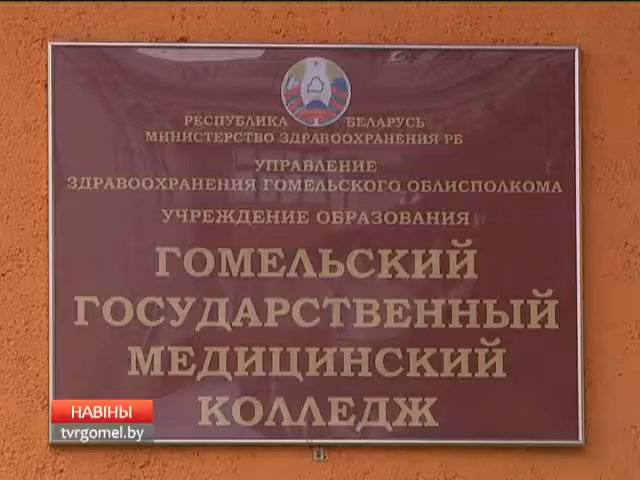 РЕСПУБЛИКА БЕЛАРУСЬ
МИНИСТЕРСТВО ЗДРАВООХРАНЕНИЯ РБ
УПРАВЛЕНИЕ
ЗДРАВООХРАНЕНИЯ ГОМЕЛЬСКОГО ОБЛИСПОЛКОМА
УЧРЕЖДЕНИЕ ОБРАЗОВАНИЯ
ГОМЕЛЬСКИЙ
ГОСУДАРСТВЕННЫЙ
МЕДИЦИНСКИЙ
КОЛЛЕДЖ
НАВІНЫ
tvrgomel.by